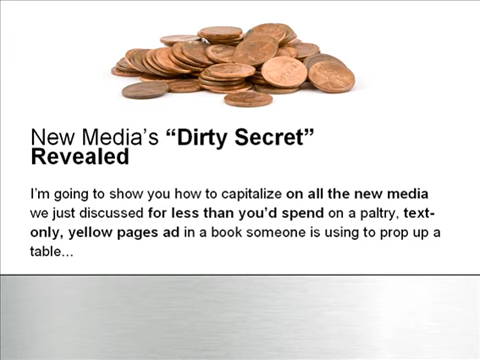 New Media’s “Dirty Secret”
Revealed
I’m going to show you how to capitalize on all the new media
we just discussed for less than you’d spend on a paltry, text-
only, yellow pages ad in a book someone is using to prop up a
table...